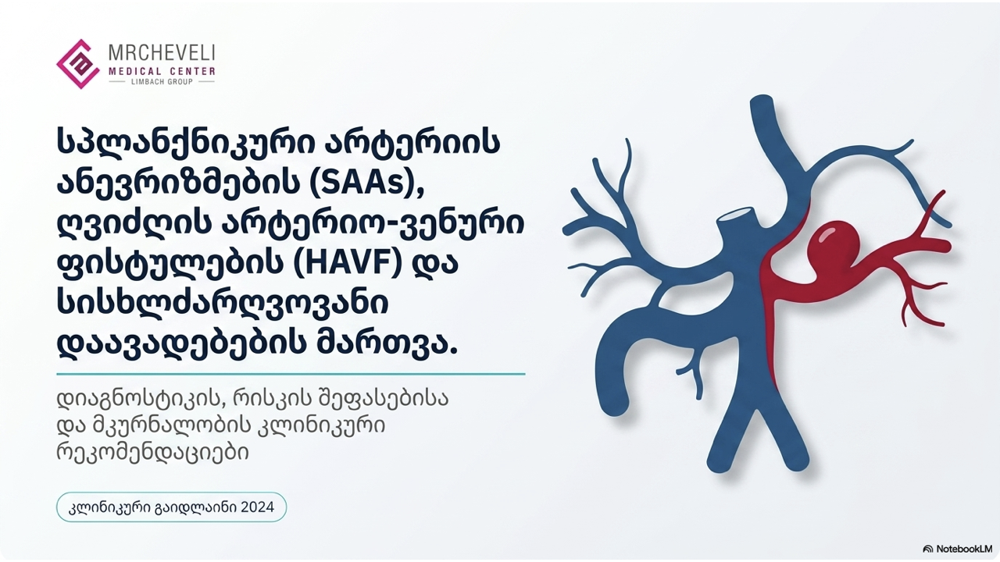 MRCHEVELI
MEDICAL CENTER
LIMBACH GROUP
სპლანქნიკური არტერიის
ანევრიზმების (SAAs),
ღვიძლის არტერიო-ვენური
ფისტულების (HAVF) და
სისხლძარღვოვანი
დაავადებების მართვა.
დიაგნოსტიკის, რისკის შეფასებისა
და მკურნალობის კლინიკური
რეკომენდაციები
კლინიკური გაიდლაინი 2024
NotebookLM